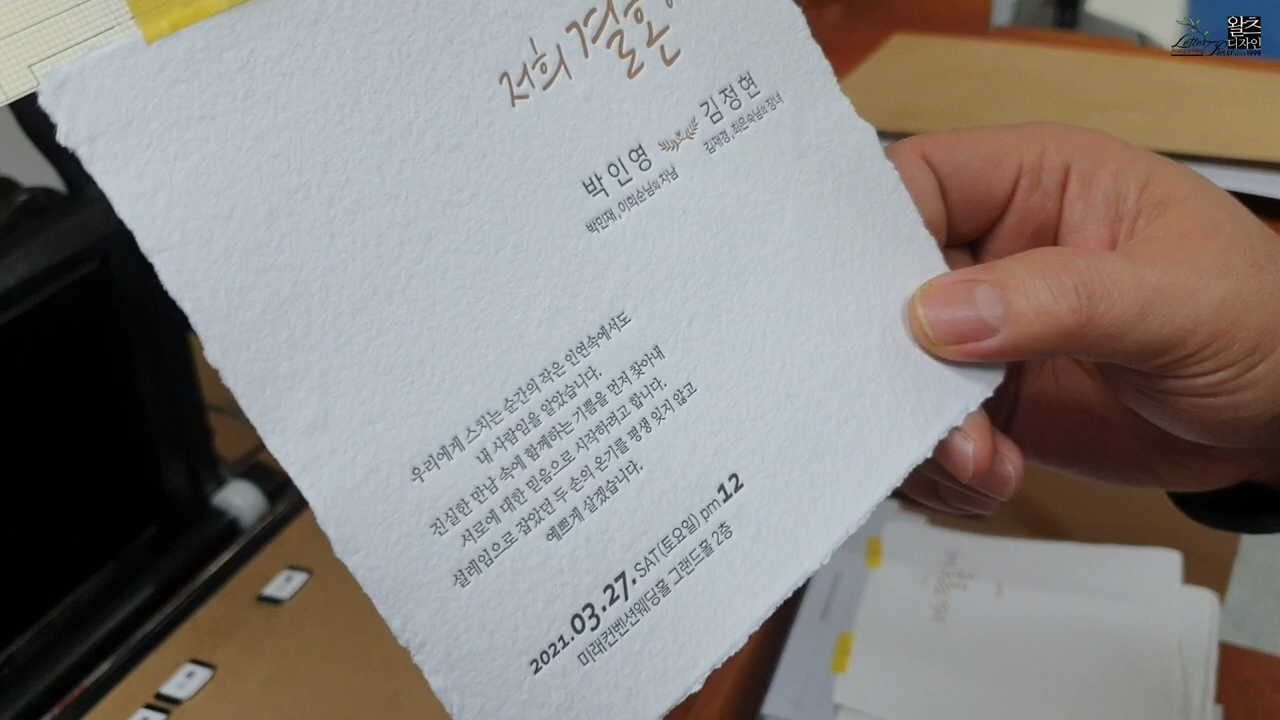 저희 결혼
박인영
박민재, 이희순님의 차남
김정현
김재경, 최은숙님의 장녀
우리에게 스치는 순간의 작은 인연속에서도
내 사람임을 알았습니다.
진실한 만남 속에 함께하는 기쁨을 먼저 찾아내
서로에 대한 믿음으로 시작하려고 합니다.
설레임으로 잡았던 두 손의 온기를 평생 잊지 않고
예쁘게 살겠습니다.
2021.03.27.SAT(토요일) pm12
미래컨벤션웨딩홀 그랜드홀 2층
왈츠
디자인